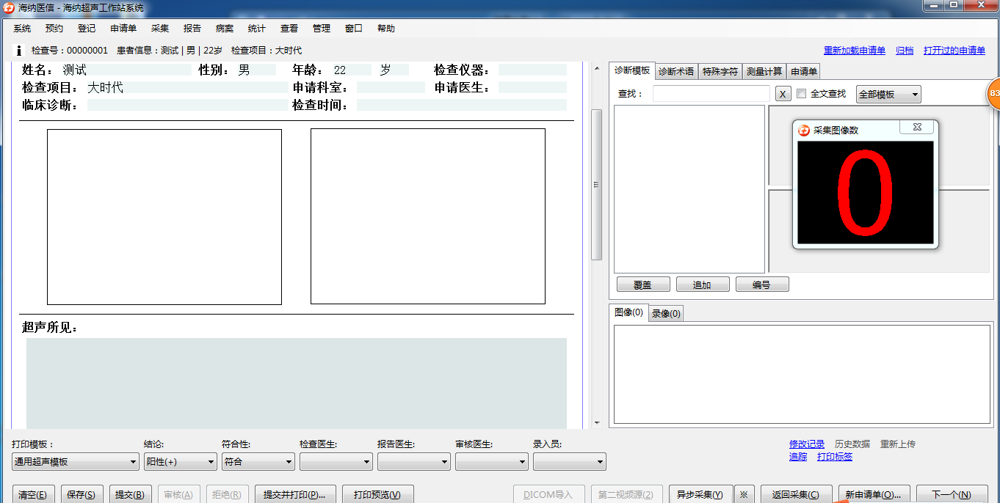 海纳医信 - 海纳超声工作站系统
系统 预约 登记 申请单 采集 报告 病案 统计 查看 管理 窗口 帮助
检查号：00000001 患者信息：测试 | 男 | 22岁 检查项目：大时代 重新加载申请单 归档 打开过的申请单
姓名： 测试 性别： 男 年龄： 22 岁 检查仪器：
检查项目： 大时代 申请科室： 申请医生：
临床诊断： 检查时间：
超声所见：
诊断模板 诊断术语 特殊字符 测量计算 申请单
查找： X 全文查找 全部模板
83
采集图像数
0
覆盖 追加 编号
图像(0) 录像(0)
打印模板： 结论: 符合性: 检查医生: 报告医生: 审核医生: 录入员:
通用超声模板 阳性(+) 符合
修改记录 历史数据 重新上传
追踪 打印标签
清空(E) 保存(S) 提交(B) 审核(A) 拒绝(R) 提交并打印(P)... 打印预览(V) DICOM导入 第二视频源(2) 异步采集(Y) ※ 返回采集(C) 新申请单(O)... 下一个(N)